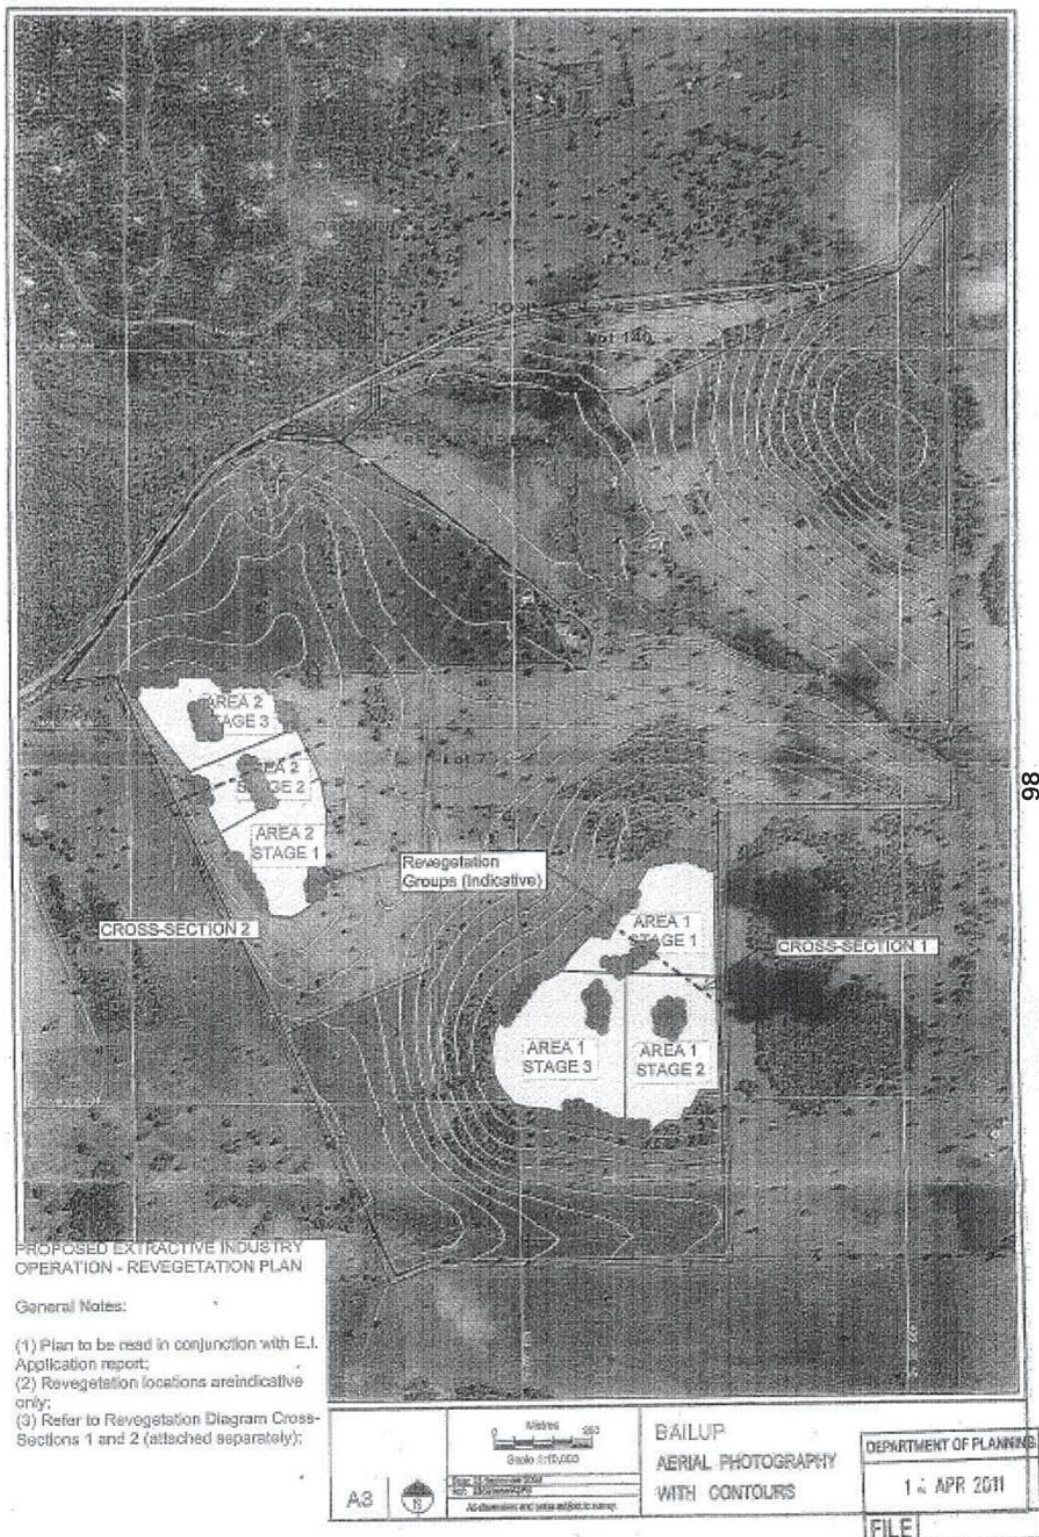 Lot 7
AREA 2
STAGE 3
AREA 2
STAGE 2
AREA 2
STAGE 1
Revegetation
Groups (Indicative)
CROSS-SECTION 2
AREA 1
STAGE 1
CROSS-SECTION 1
AREA 1
STAGE 3
AREA 1
STAGE 2
98
PROPOSED EXTRACTIVE INDUSTRY
OPERATION - REVEGETATION PLAN
General Notes:
(1) Plan to be read in conjunction with E.I.
Application report;
(2) Revegetation locations areindicative
only;
(3) Refer to Revegetation Diagram Cross-
Sections 1 and 2 (attached separately);
A3
N
Metres
0
Scale 1:10,000
BAILUP
AERIAL PHOTOGRAPHY
WITH CONTOURS
DEPARTMENT OF PLANNING
APR 2011
FILE